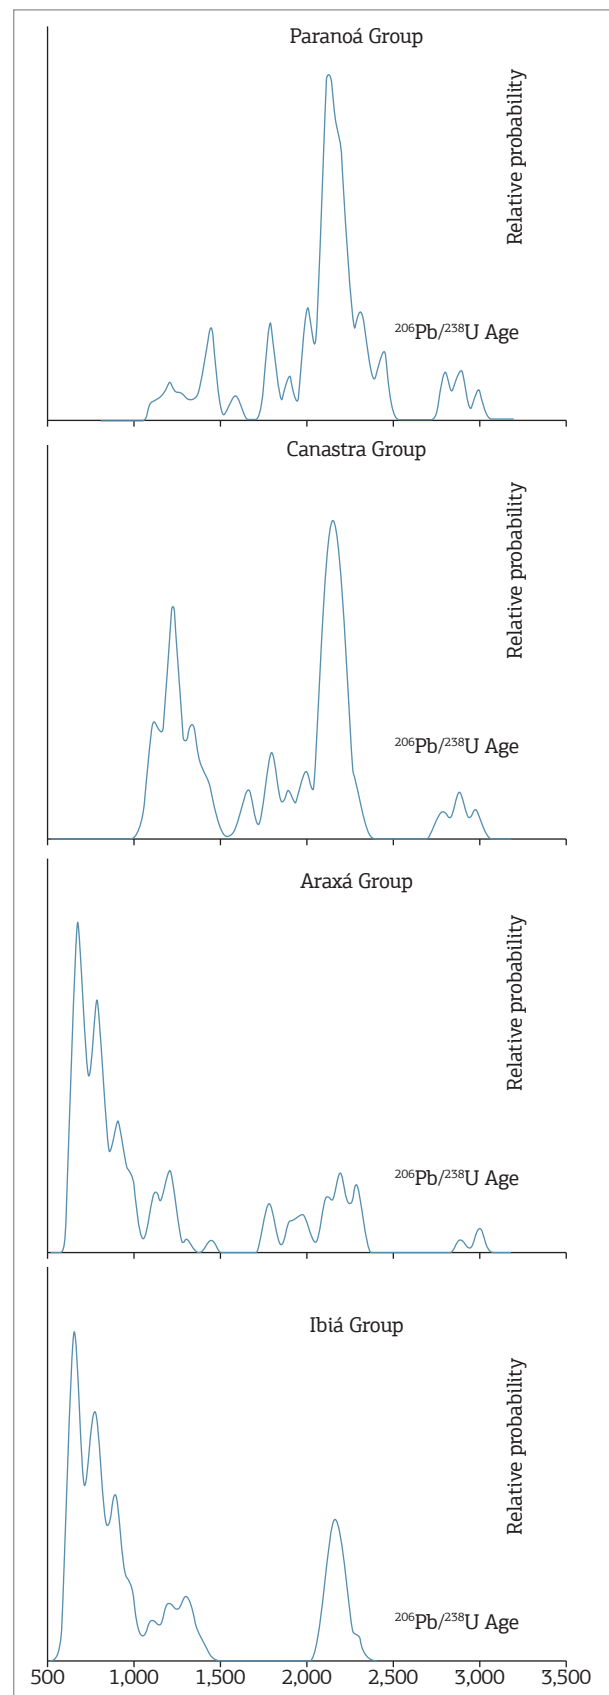 Paranoá Group
Relative probability
²⁰⁶Pb/²³⁸U Age
Canastra Group
Relative probability
²⁰⁶Pb/²³⁸U Age
Araxá Group
Relative probability
²⁰⁶Pb/²³⁸U Age
Ibiá Group
Relative probability
²⁰⁶Pb/²³⁸U Age
500 1,000 1,500 2,000 2,500 3,000 3,500